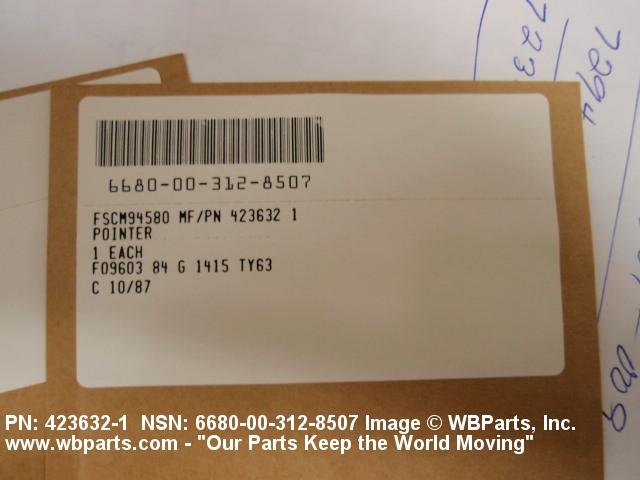 6680-00-312-8507
FSCM94580 MF/PN 423632 1
POINTER
1 EACH
F09603 84 G 1415 TY63
C 10/87
723
729u
PN: 423632-1 NSN: 6680-00-312-8507 Image © WBParts, Inc.
www.wbparts.com - "Our Parts Keep the World Moving"